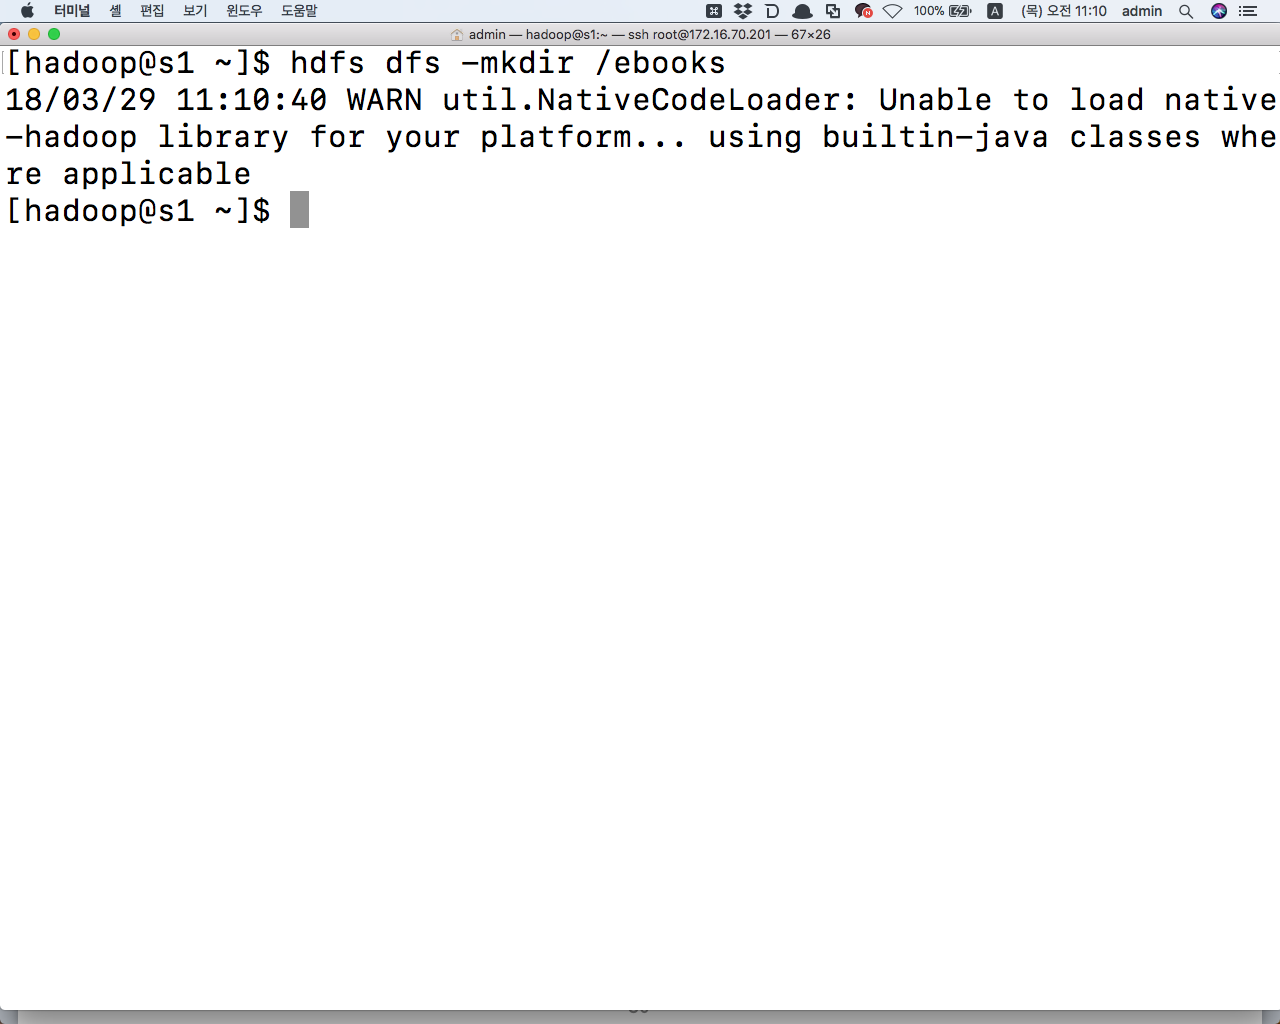 터미널 셸 편집 보기 윈도우 도움말 100% A (목) 오전 11:10 admin
admin — hadoop@s1:~ — ssh root@172.16.70.201 — 67×26
[hadoop@s1 ~]$ hdfs dfs -mkdir /ebooks
18/03/29 11:10:40 WARN util.NativeCodeLoader: Unable to load native
-hadoop library for your platform... using builtin-java classes whe
re applicable
[hadoop@s1 ~]$